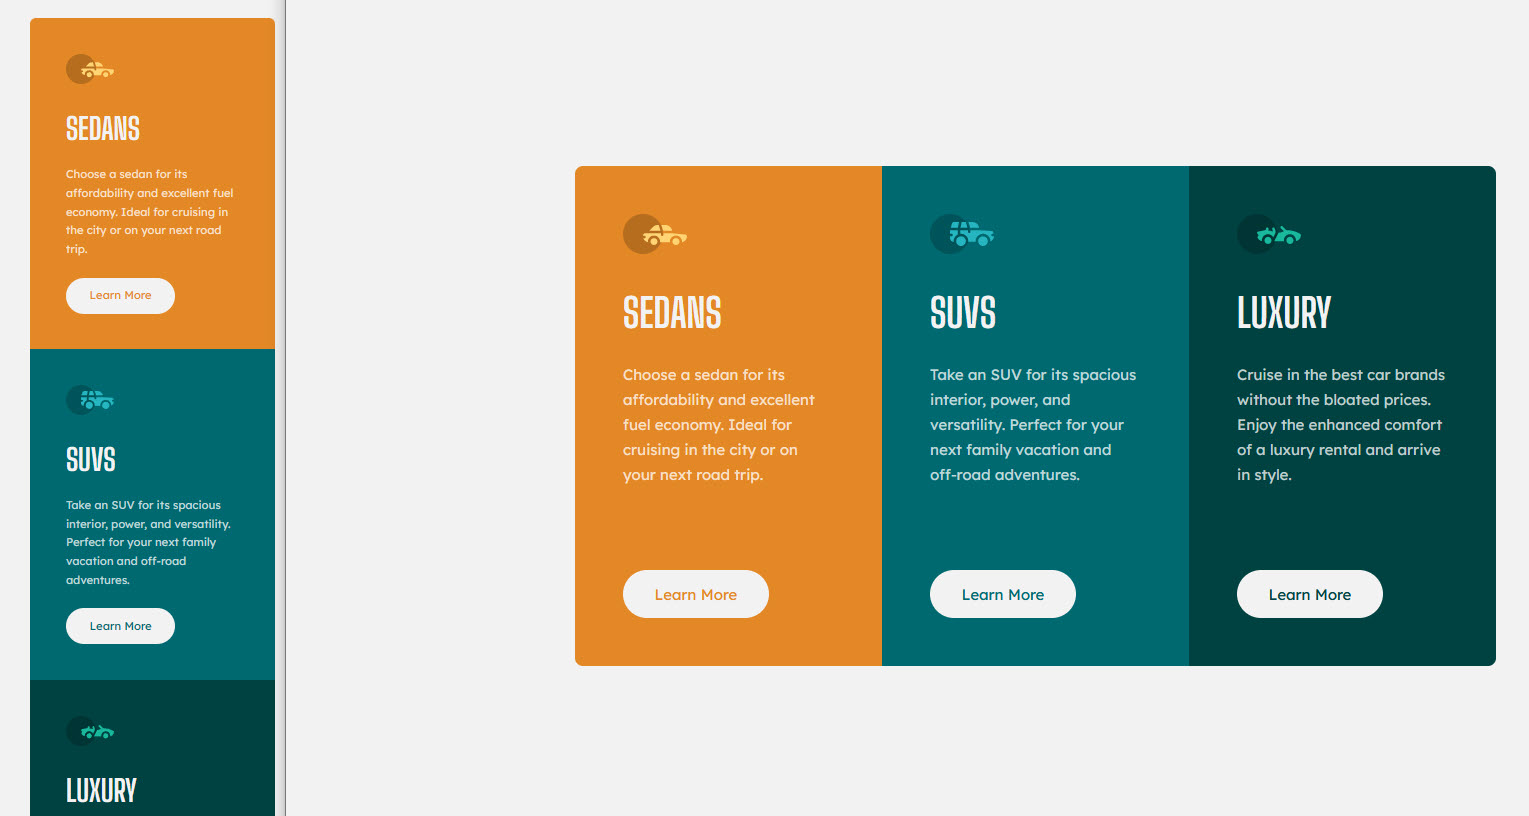 SEDANS
Choose a sedan for its
affordability and excellent fuel
economy. Ideal for cruising in
the city or on your next road
trip.
Learn More
SUVS
Take an SUV for its spacious
interior, power, and versatility.
Perfect for your next family
vacation and off-road
adventures.
Learn More
LUXURY
SEDANS
Choose a sedan for its
affordability and excellent
fuel economy. Ideal for
cruising in the city or on
your next road trip.
Learn More
SUVS
Take an SUV for its spacious
interior, power, and
versatility. Perfect for your
next family vacation and
off-road adventures.
Learn More
LUXURY
Cruise in the best car brands
without the bloated prices.
Enjoy the enhanced comfort
of a luxury rental and arrive
in style.
Learn More